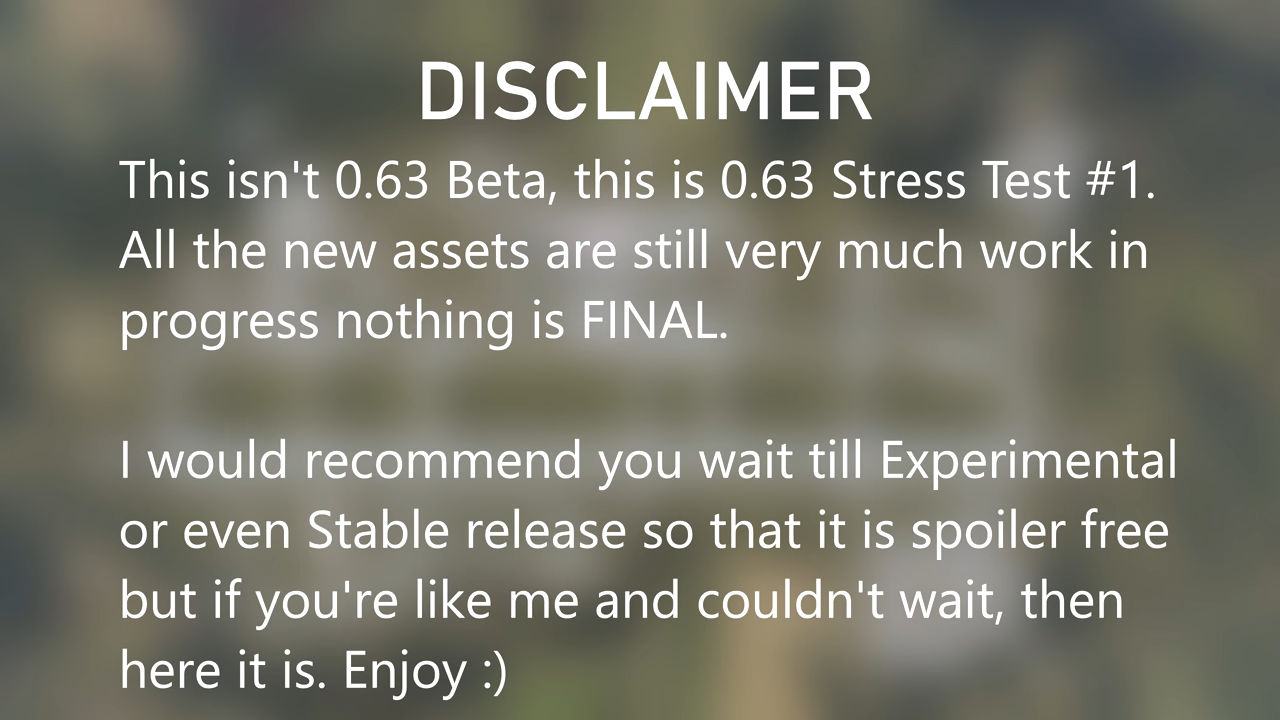 DISCLAIMER
This isn't 0.63 Beta, this is 0.63 Stress Test #1.
All the new assets are still very much work in
progress nothing is FINAL.
I would recommend you wait till Experimental
or even Stable release so that it is spoiler free
but if you're like me and couldn't wait, then
here it is. Enjoy :)